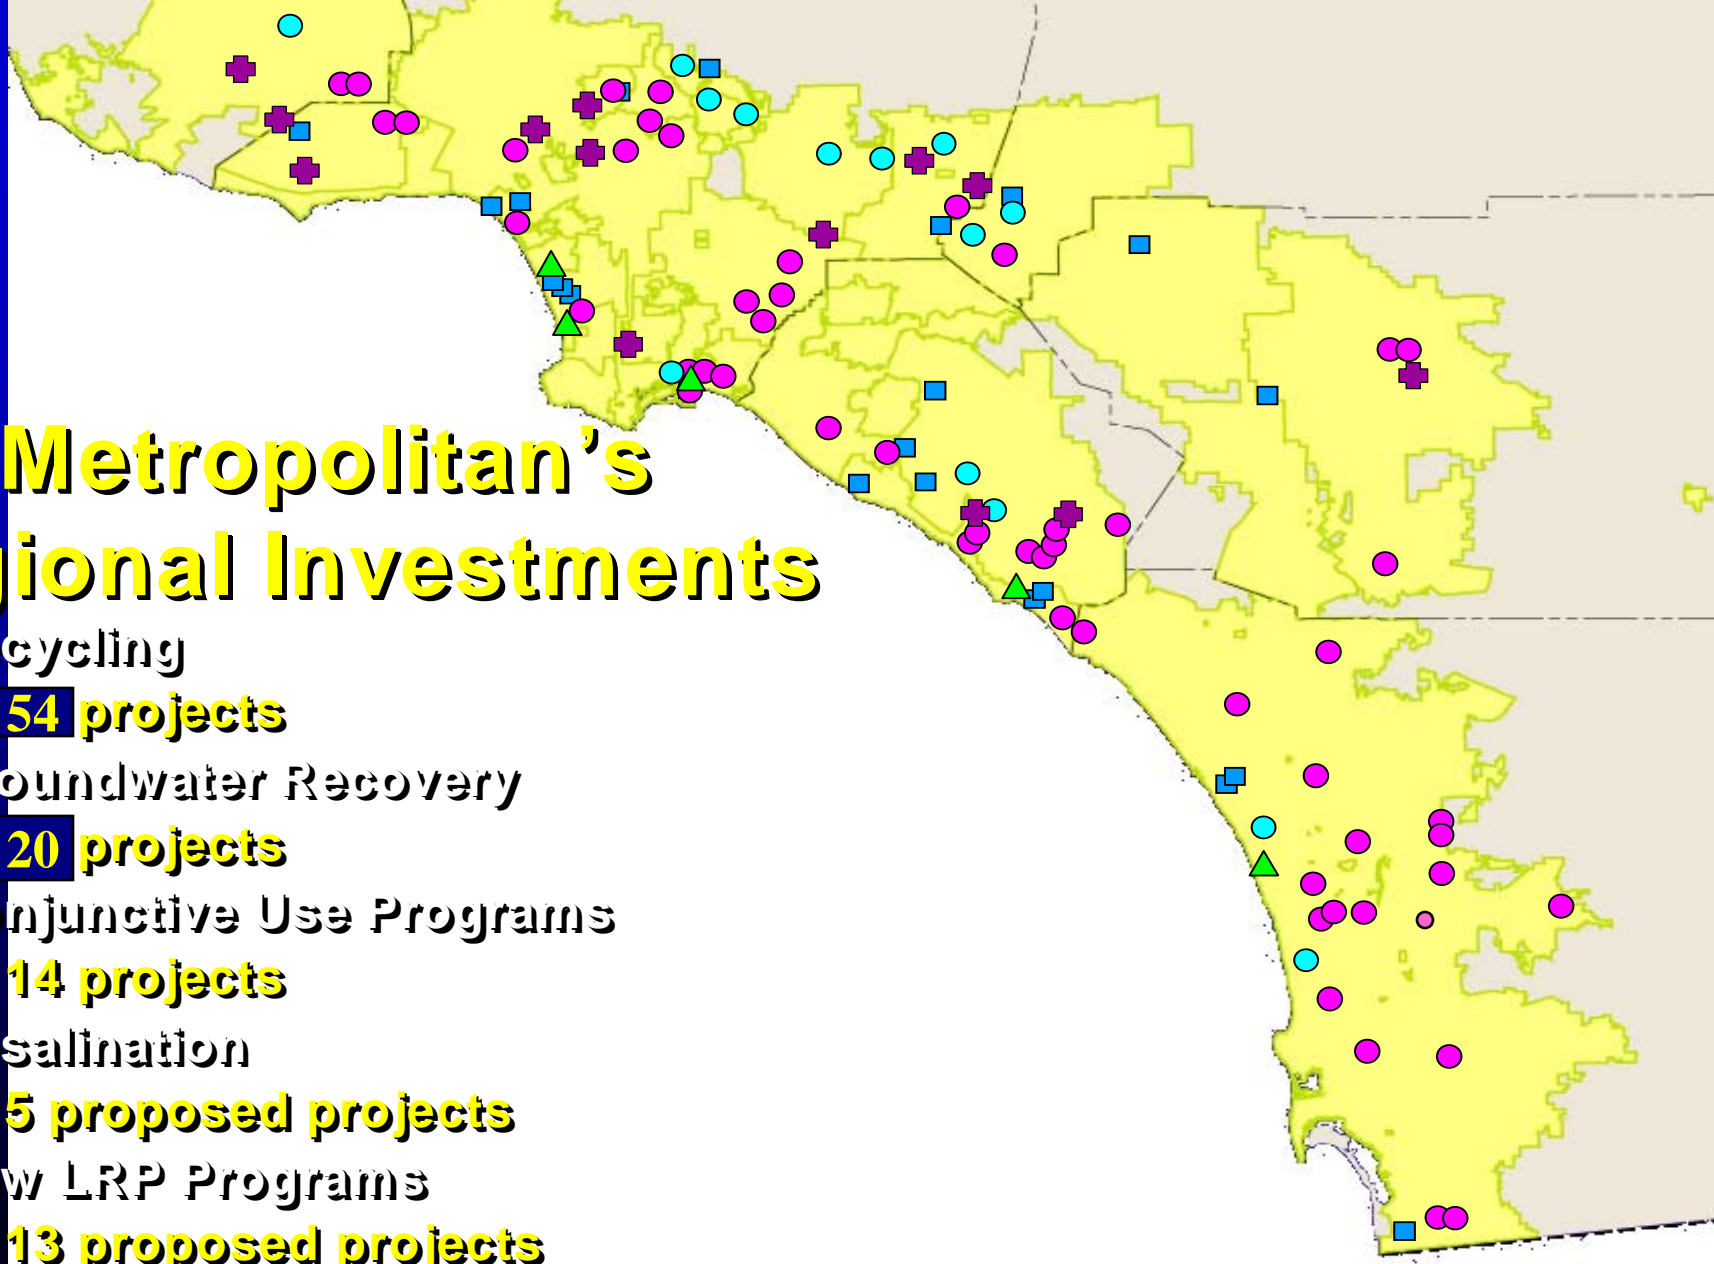 Metropolitan's
gional Investments
cycling
54 projects
oundwater Recovery
20 projects
njunctive Use Programs
14 projects
salination
5 proposed projects
w LRP Programs
13 proposed projects